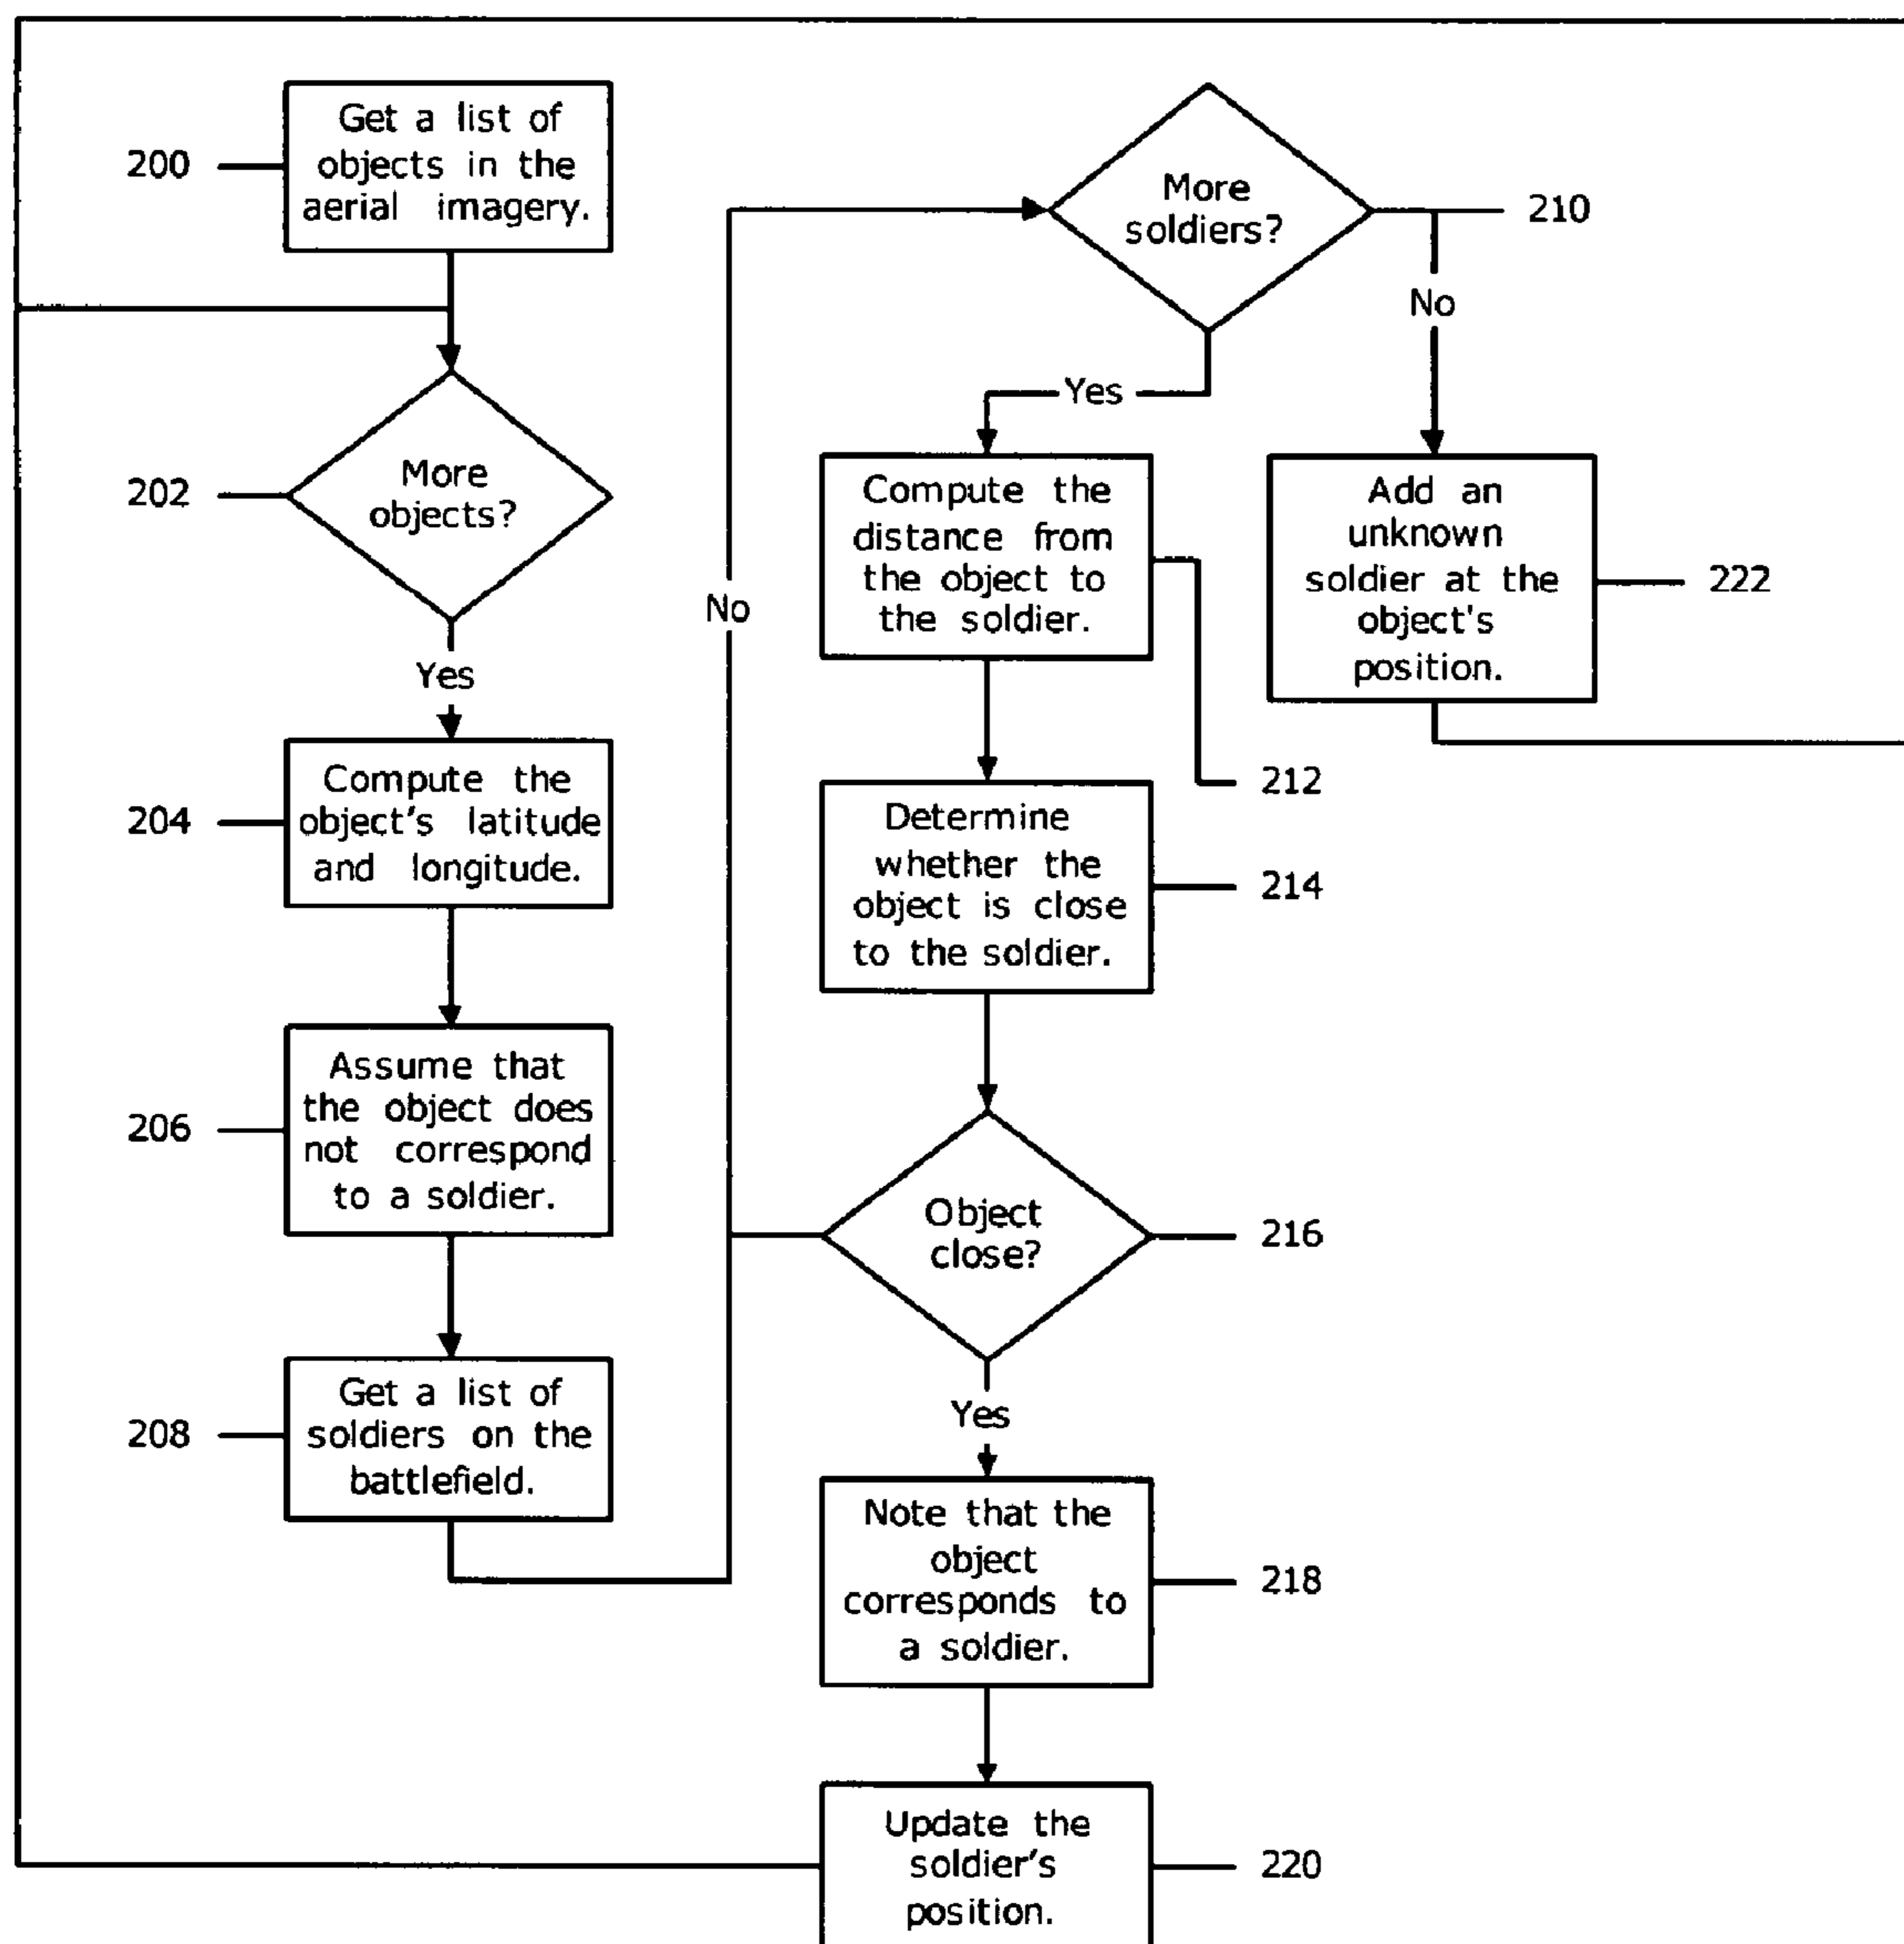 200
Get a list of
objects in the
aerial imagery.
202
More
objects?
Yes
204
Compute the
object's latitude
and longitude.
206
Assume that
the object does
not correspond
to a soldier.
208
Get a list of
soldiers on the
battlefield.
No
More
soldiers?
210
No
Yes
Compute the
distance from
the object to
the soldier.
212
Add an
unknown
soldier at the
object's
position.
222
Determine
whether the
object is close
to the soldier.
214
Object
close?
216
Yes
Note that the
object
corresponds to
a soldier.
218
Update the
soldier's
position.
220